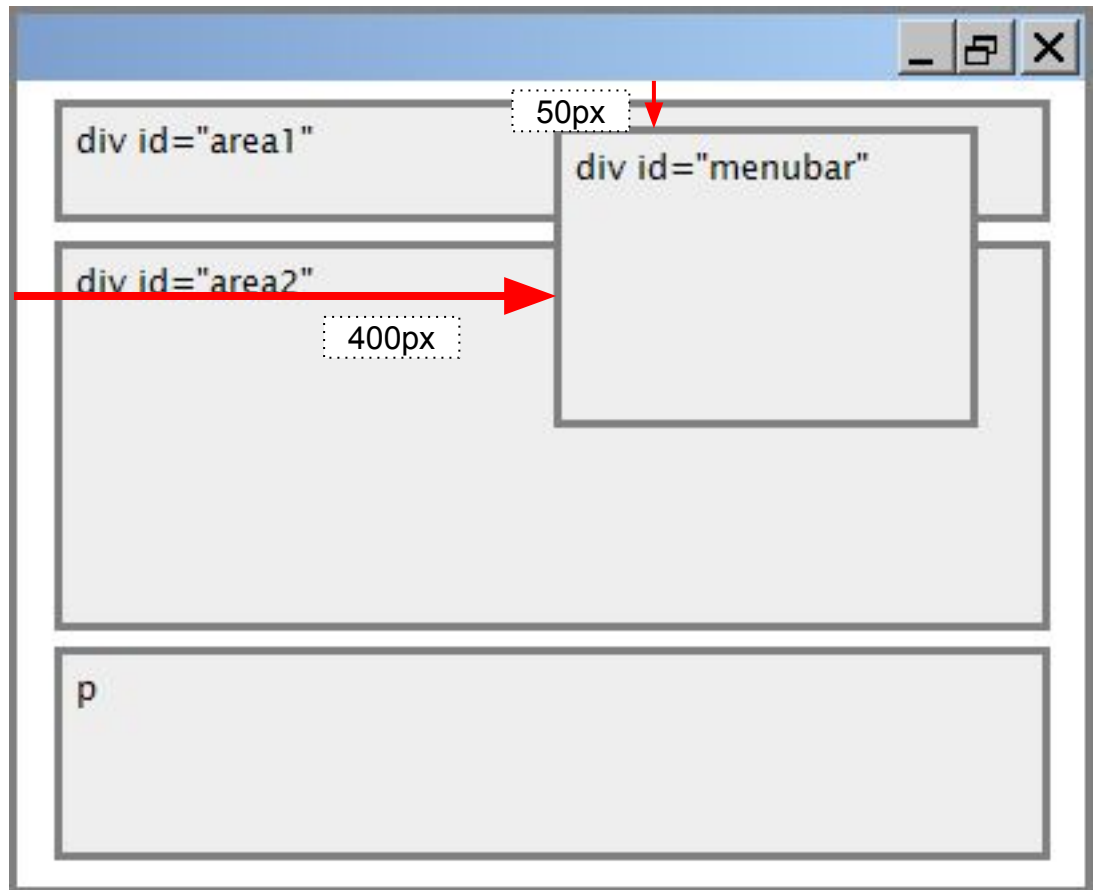 50px
div id="area1"
div id="menubar"
div id="area2"
400px
p